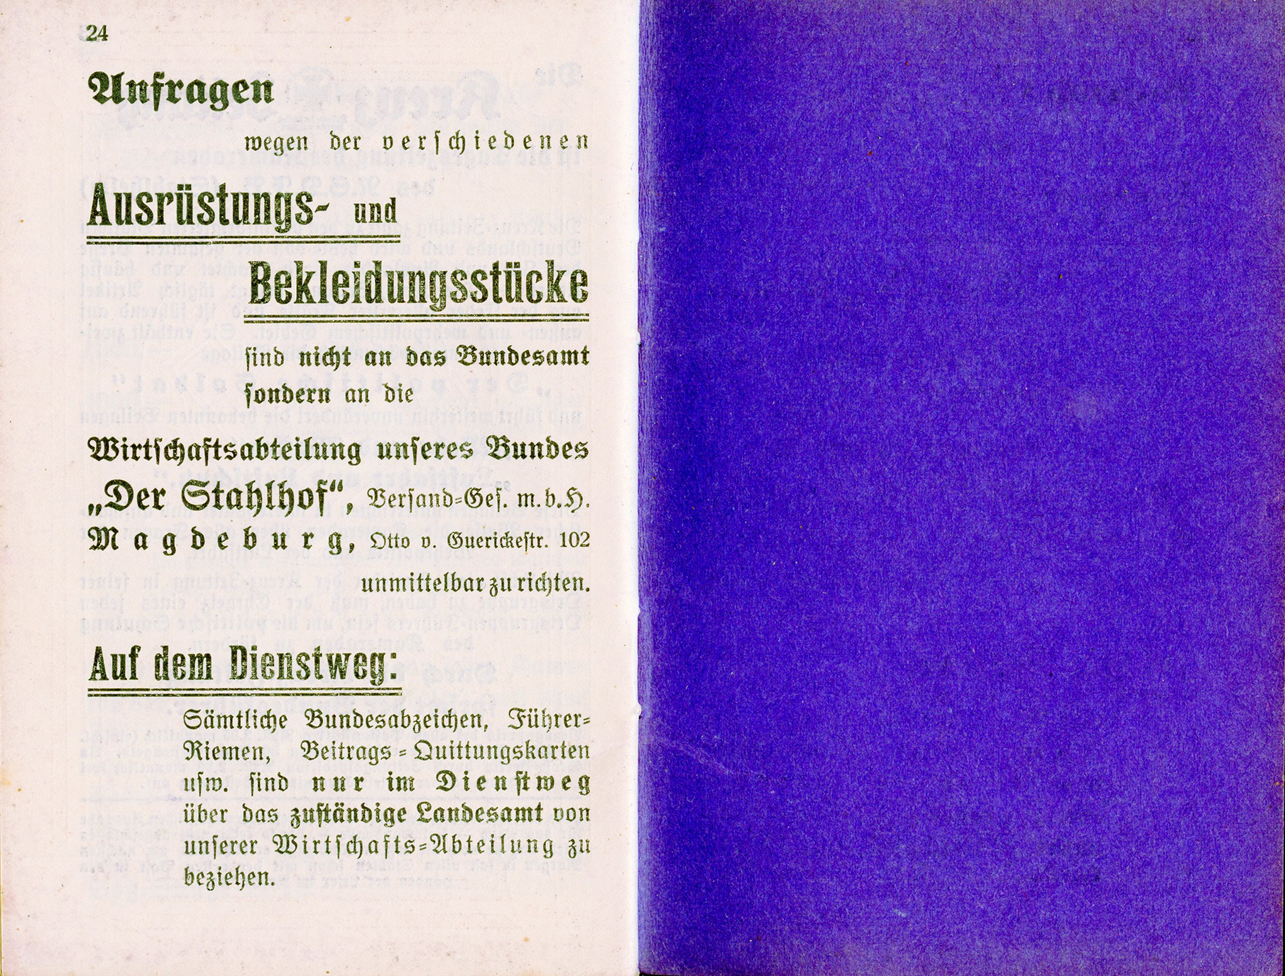 24
Anfragen
wegen der verschiedenen
Ausrüstungs- und
Bekleidungsstücke
sind nicht an das Bundesamt
sondern an die
Wirtschaftsabteilung unseres Bundes
„Der Stahlhof“, Versand-Ges. m.b.H.
Magdeburg, Otto v. Guerickestr. 102
unmittelbar zu richten.
Auf dem Dienstweg:
Sämtliche Bundesabzeichen, Führer-
Riemen, Beitrags-Quittungskarten
usw. sind nur im Dienstweg
über das zuständige Landesamt von
unserer Wirtschafts-Abteilung zu
beziehen.